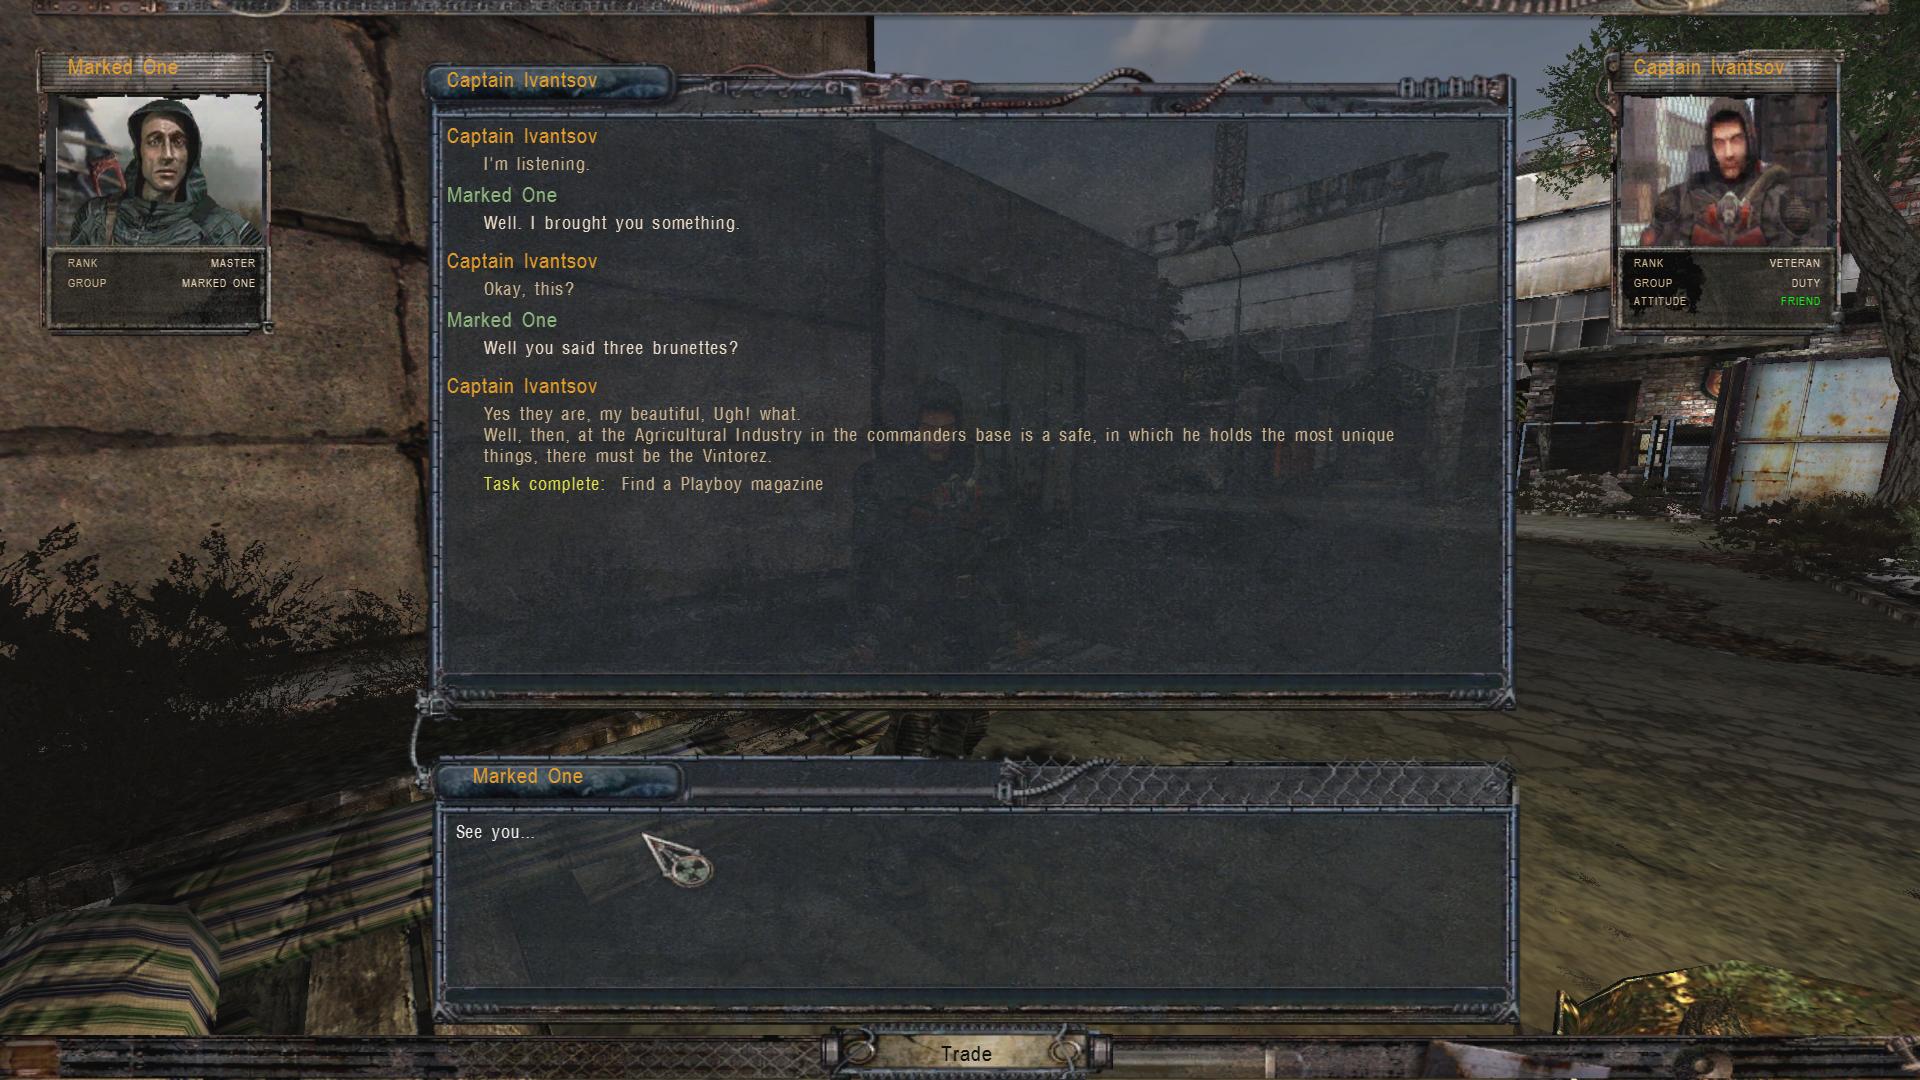 Marked One
RANK MASTER
GROUP MARKED ONE
Captain Ivantsov
Captain Ivantsov
I'm listening.
Marked One
Well. I brought you something.
Captain Ivantsov
Okay, this?
Marked One
Well you said three brunettes?
Captain Ivantsov
Yes they are, my beautiful, Ugh! what.
Well, then, at the Agricultural Industry in the commanders base is a safe, in which he holds the most unique
things, there must be the Vintorez.
Task complete: Find a Playboy magazine
Captain Ivantsov
RANK VETERAN
GROUP DUTY
ATTITUDE FRIEND
Marked One
See you...
Trade